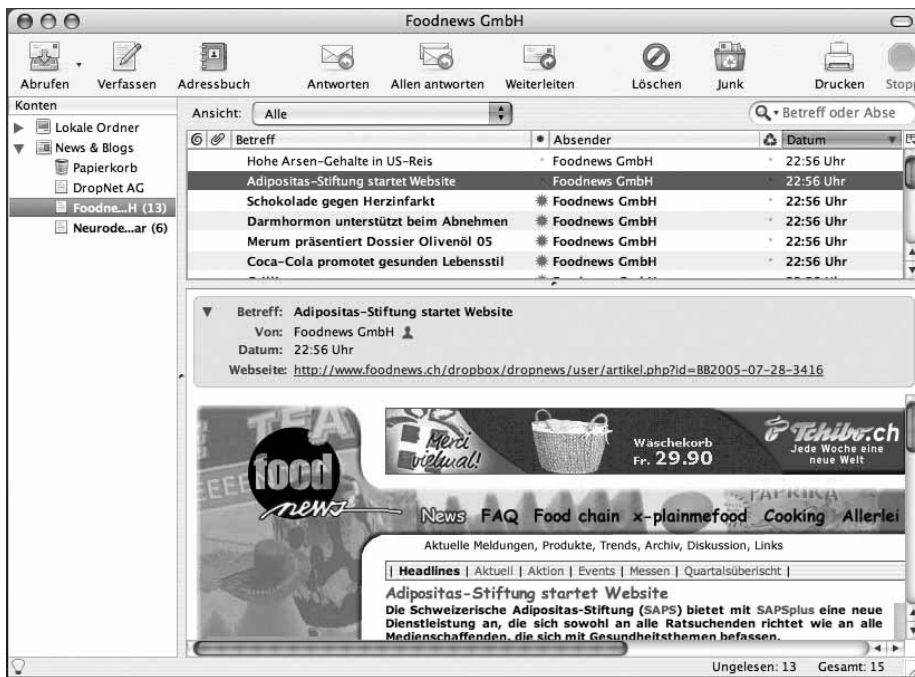 Foodnews GmbH
Abrufen Verfassen Adressbuch Antworten Allen antworten Weiterleiten Löschen Junk Drucken Stopp
Konten
Lokale Ordner
News & Blogs
Papierkorb
DropNet AG
Foodne...H (13)
Neurode...ar (6)
Ansicht: Alle
Betreff oder Abse
Betreff Absender Datum
Hohe Arsen-Gehalte in US-Reis Foodnews GmbH 22:56 Uhr
Adipositas-Stiftung startet Website Foodnews GmbH 22:56 Uhr
Schokolade gegen Herzinfarkt Foodnews GmbH 22:56 Uhr
Darmhormon unterstützt beim Abnehmen Foodnews GmbH 22:56 Uhr
Merum präsentiert Dossier Olivenöl 05 Foodnews GmbH 22:56 Uhr
Coca-Cola promotet gesunden Lebensstil Foodnews GmbH 22:56 Uhr
Betreff: Adipositas-Stiftung startet Website
Von: Foodnews GmbH
Datum: 22:56 Uhr
Webseite: http://www.foodnews.ch/dropbox/dropnews/user/artikel.php?id=BB2005-07-28-3416
TEA
food
news
Merci
vielmal!
Wäschekorb
Fr. 29.90
Tchibo.ch
Jede Woche eine
neue Welt
PAPRIKA
News FAQ Food chain x-plainmefood Cooking Allerlei
Aktuelle Meldungen, Produkte, Trends, Archiv, Diskussion, Links
| Headlines | Aktuell | Aktion | Events | Messen | Quartalsüberischt |
Adipositas-Stiftung startet Website
Die Schweizerische Adipositas-Stiftung (SAPS) bietet mit SAPSplus eine neue
Dienstleistung an, die sich sowohl an alle Ratsuchenden richtet wie an alle
Medienschaffenden, die sich mit Gesundheitsthemen befassen.
Ungelesen: 13 Gesamt: 15